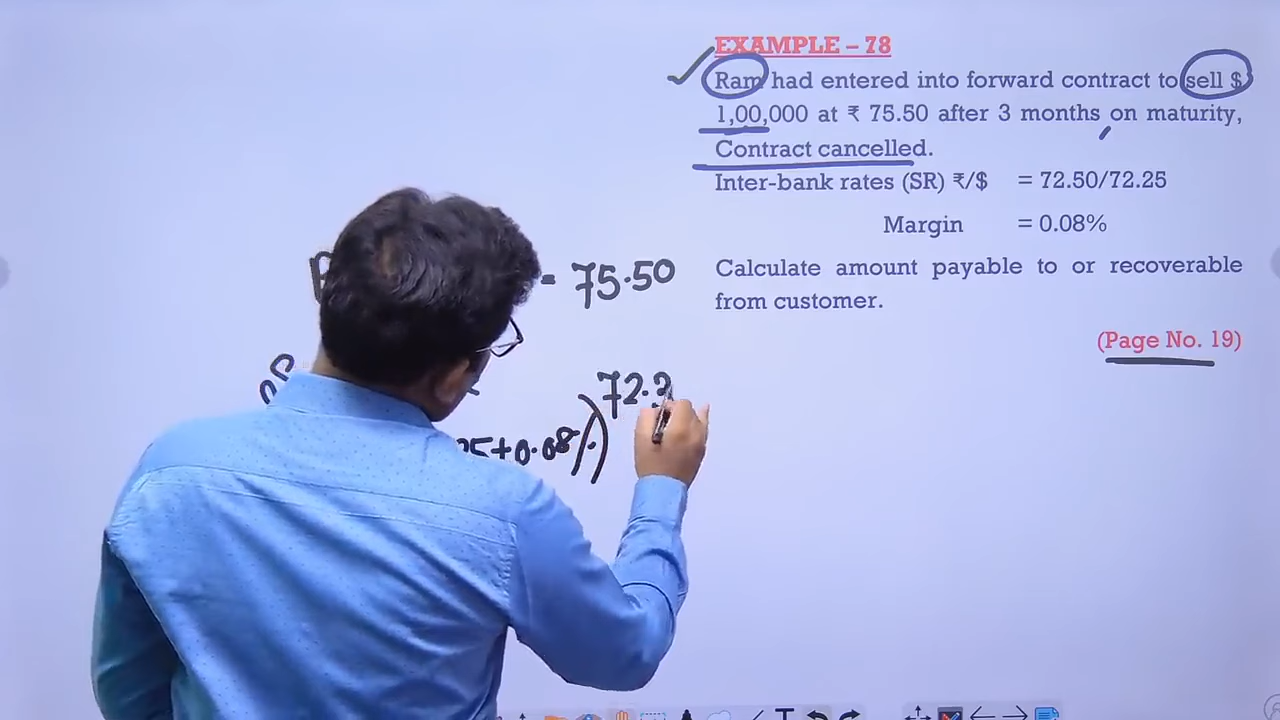 EXAMPLE – 78
Ram had entered into forward contract to sell $
1,00,000 at ₹ 75.50 after 3 months on maturity,
Contract cancelled.
Inter-bank rates (SR) ₹/$ = 72.50/72.25
Margin = 0.08%
Calculate amount payable to or recoverable
from customer.
(Page No. 19)
= 75.50
72.3
+0.08%)